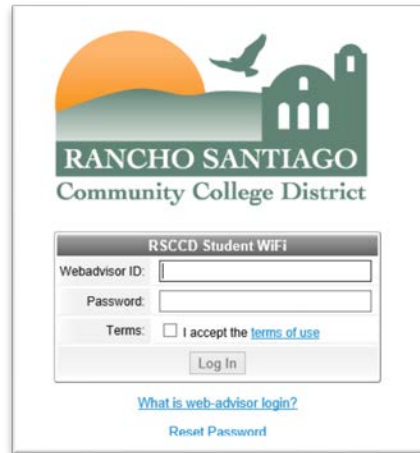 RANCHO SANTIAGO
Community College District
RSCCD Student WiFi
Webadvisor ID:
Password:
Terms: I accept the terms of use
Log In
What is web-advisor login?
Reset Password